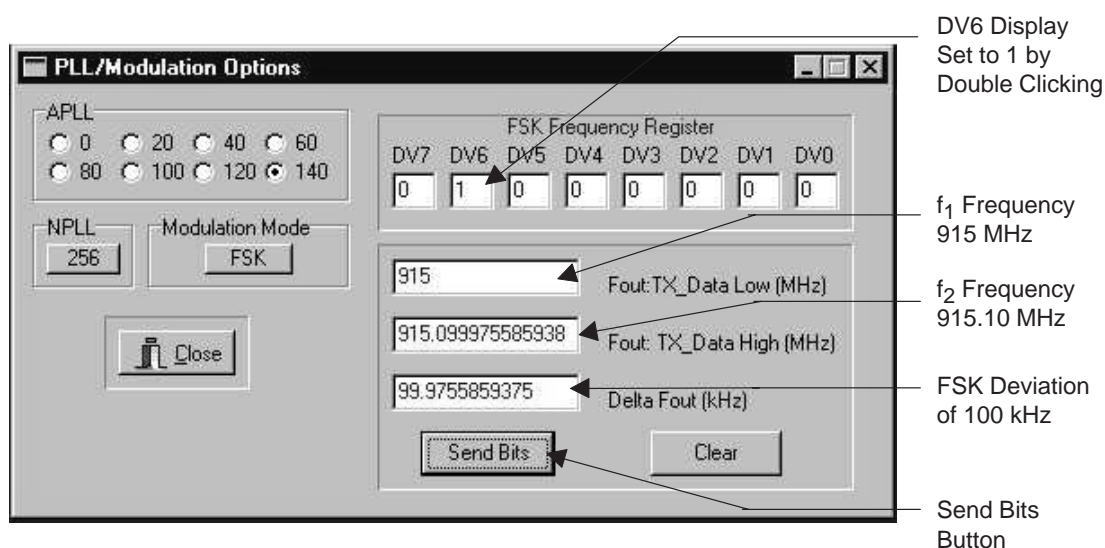 DV6 Display
Set to 1 by
Double Clicking
PLL/Modulation Options
APLL
0 20 40 60
80 100 120 140
NPLL
256
Modulation Mode
FSK
Close
FSK Frequency Register
DV7 DV6 DV5 DV4 DV3 DV2 DV1 DV0
0 1 0 0 0 0 0 0
915
Fout:TX_Data Low (MHz)
915.099975585938
Fout: TX_Data High (MHz)
99.9755859375
Delta Fout (kHz)
Send Bits
Clear
f1 Frequency
915 MHz
f2 Frequency
915.10 MHz
FSK Deviation
of 100 kHz
Send Bits
Button